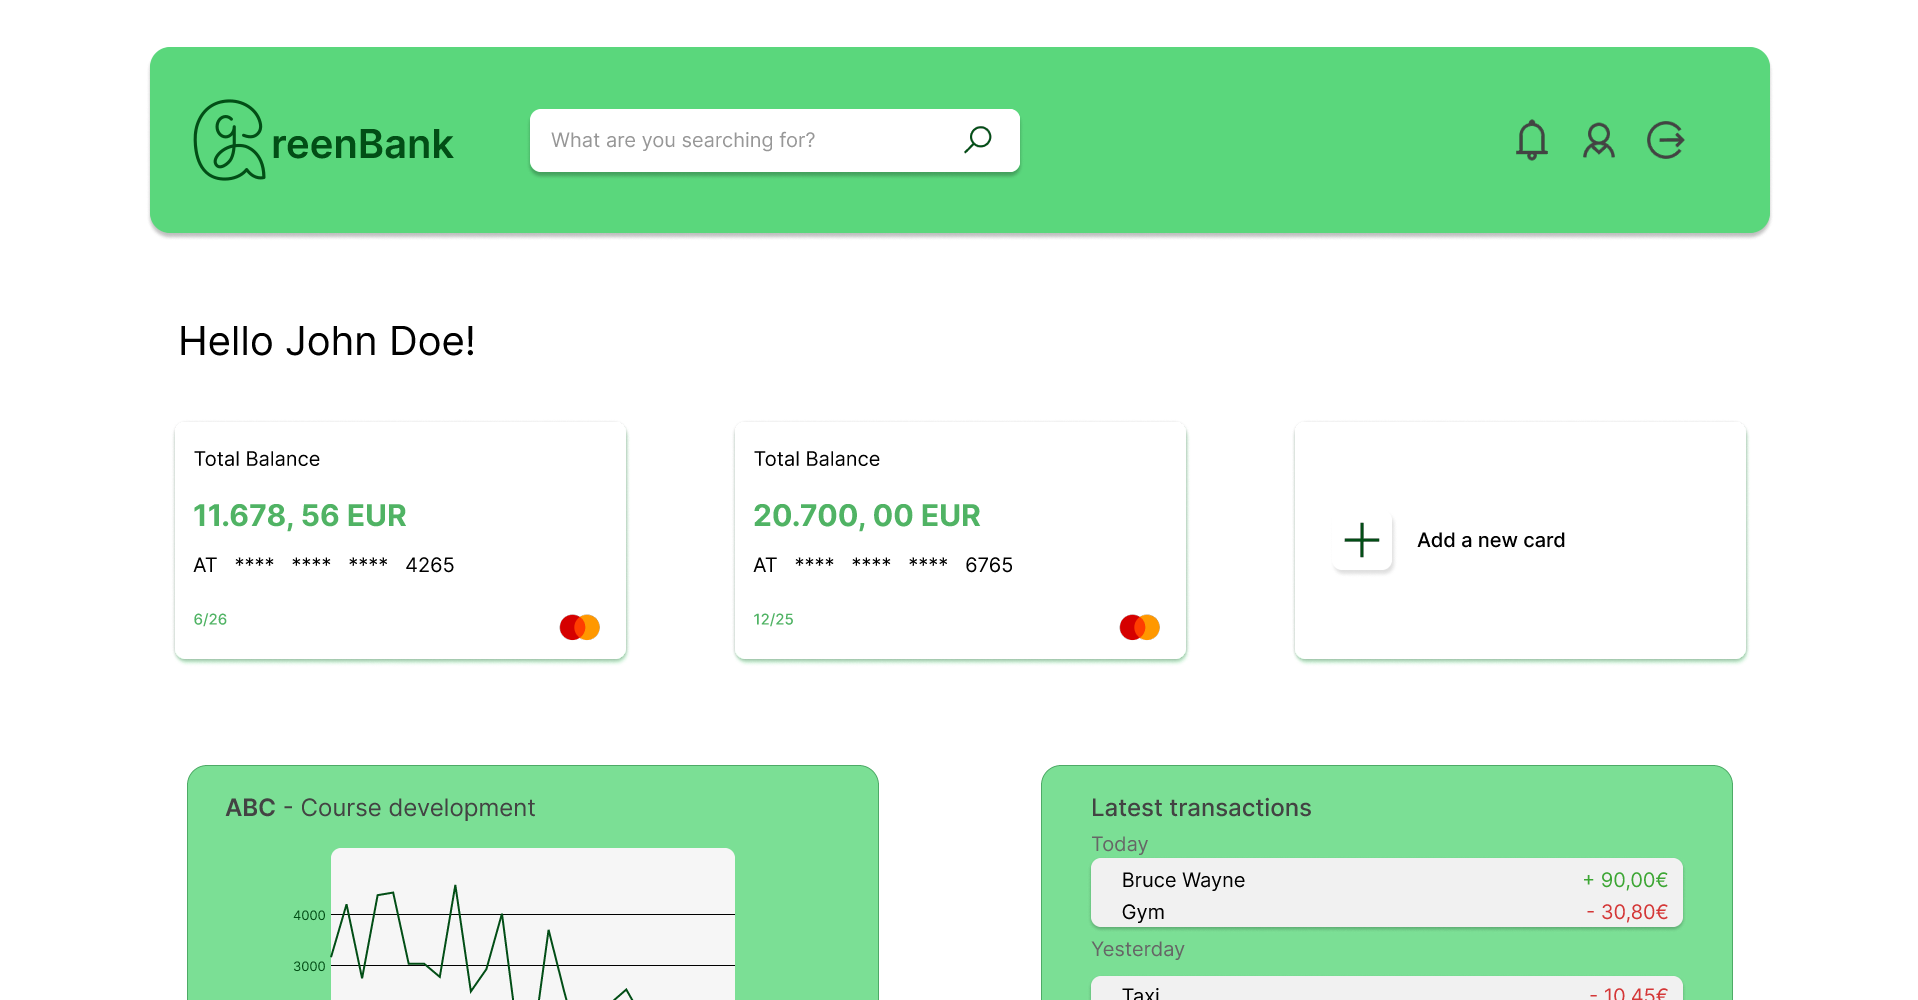 reenBank
What are you searching for?
Hello John Doe!
Total Balance
11.678, 56 EUR
AT **** **** **** 4265
6/26
Total Balance
20.700, 00 EUR
AT **** **** **** 6765
12/25
Add a new card
ABC - Course development
4000
3000
Latest transactions
Today
Bruce Wayne + 90,00€
Gym - 30,80€
Yesterday
Taxi - 10,45€